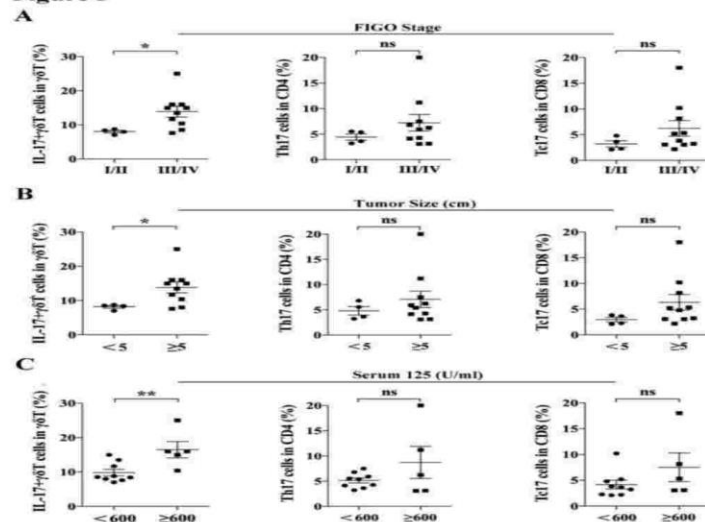 A
FIGO Stage
IL-17+γδT cells in γδT (%)
30
20
10
0
*
I/II
III/IV
Th17 cells in CD4 (%)
20
15
10
5
0
ns
I/II
III/IV
Tc17 cells in CD8 (%)
20
15
10
5
0
ns
I/II
III/IV
B
Tumor Size (cm)
IL-17+γδT cells in γδT (%)
30
20
10
0
*
<5
≥5
Th17 cells in CD4 (%)
20
15
10
5
0
ns
<5
≥5
Tc17 cells in CD8 (%)
20
15
10
5
0
ns
<5
≥5
C
Serum 125 (U/ml)
IL-17+γδT cells in γδT (%)
30
20
10
0
**
<600
≥600
Th17 cells in CD4 (%)
20
15
10
5
0
ns
<600
≥600
Tc17 cells in CD8 (%)
20
15
10
5
0
ns
<600
≥600